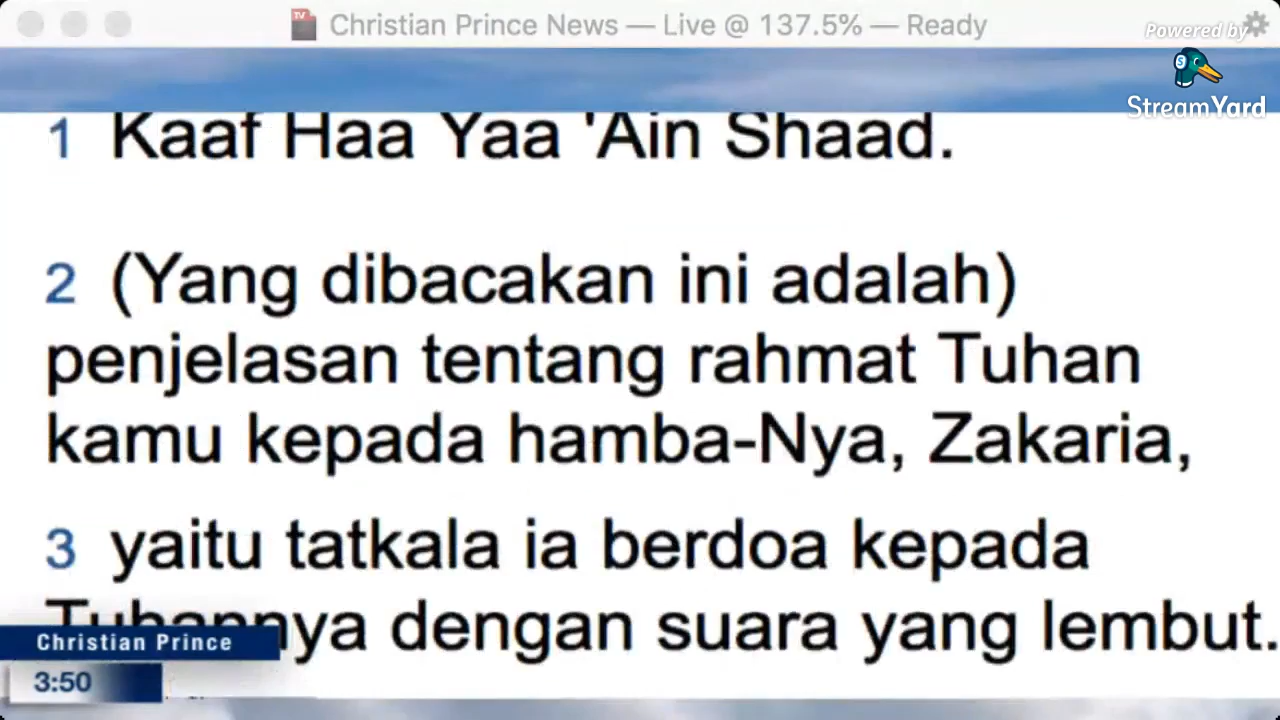 Christian Prince News — Live @ 137.5% — Ready
Powered by
StreamYard
1 Kaaf Haa Yaa 'Ain Shaad.
2 (Yang dibacakan ini adalah)
penjelasan tentang rahmat Tuhan
kamu kepada hamba-Nya, Zakaria,
3 yaitu tatkala ia berdoa kepada
Tuhannya dengan suara yang lembut.
Christian Prince
3:50